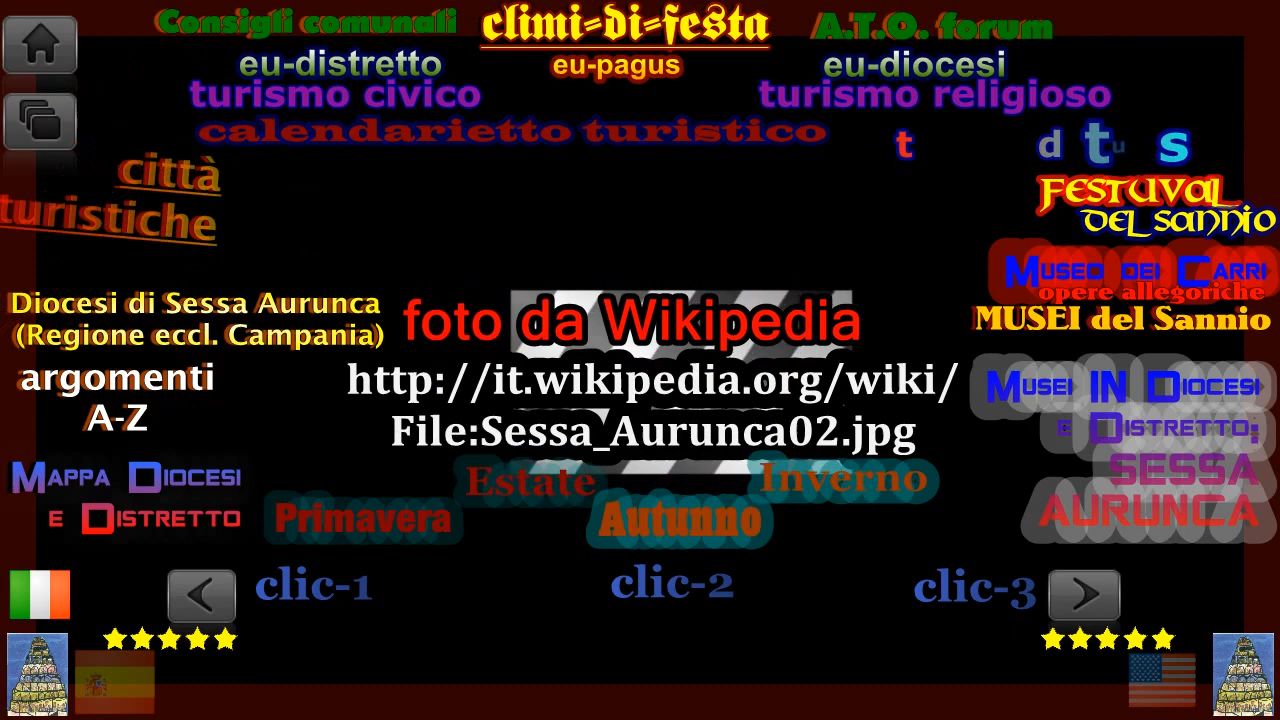 Consigli comunali
climi-di-festa
A.T.O. forum
eu-distretto
eu-pagus
eu-diocesi
turismo civico
turismo religioso
calendarietto turistico
t d t u s
città
turistiche
FESTUVAL
DEL SANNIO
MUSEO DEI CARRI
opere allegoriche
MUSEI del Sannio
Diocesi di Sessa Aurunca
(Regione eccl. Campania)
foto da Wikipedia
http://it.wikipedia.org/wiki/
File:Sessa_Aurunca02.jpg
argomenti
A-Z
MUSEI IN DIOCESI
E DISTRETTO:
SESSA
AURUNCA
MAPPA DIOCESI
E DISTRETTO
Primavera
Estate
Autunno
Inverno
clic-1
clic-2
clic-3